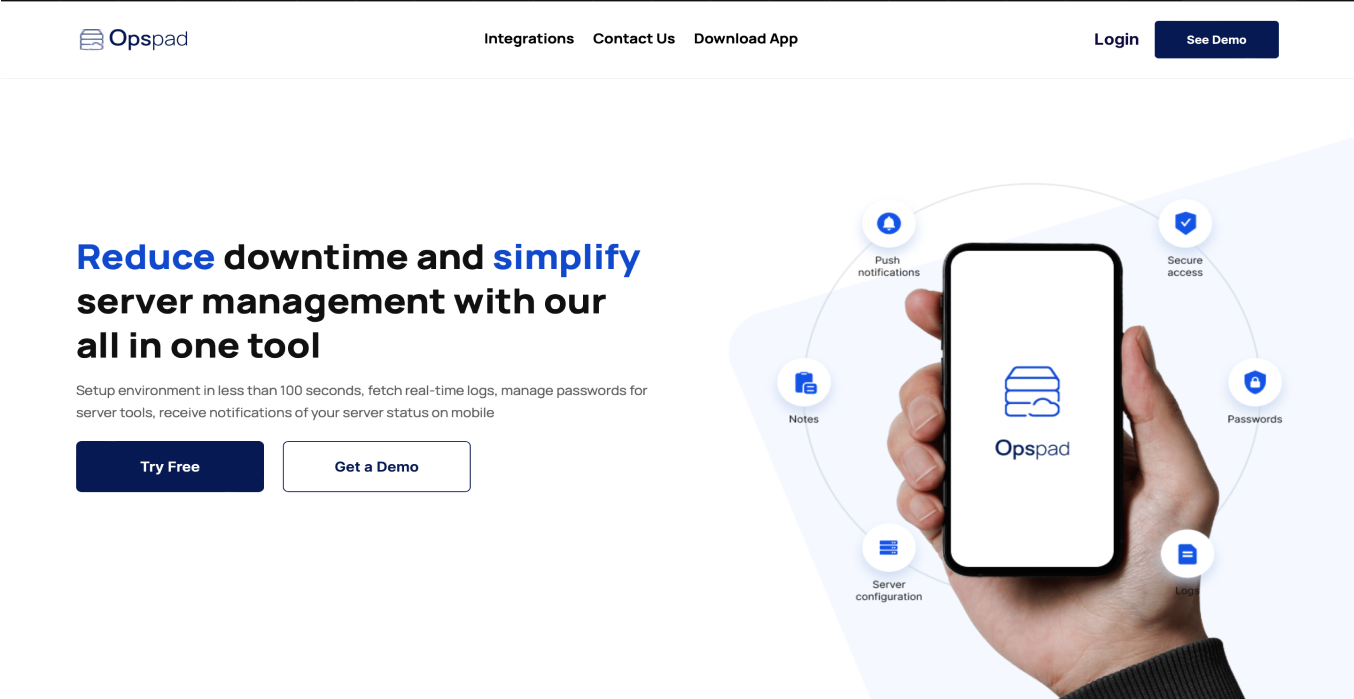 Opspad
Integrations
Contact Us
Download App
Login
See Demo
Reduce downtime and simplify
server management with our
all in one tool
Setup environment in less than 100 seconds, fetch real-time logs, manage passwords for
server tools, receive notifications of your server status on mobile
Try Free
Get a Demo
Push
notifications
Secure
access
Notes
Passwords
Opspad
Server
configuration
Logs